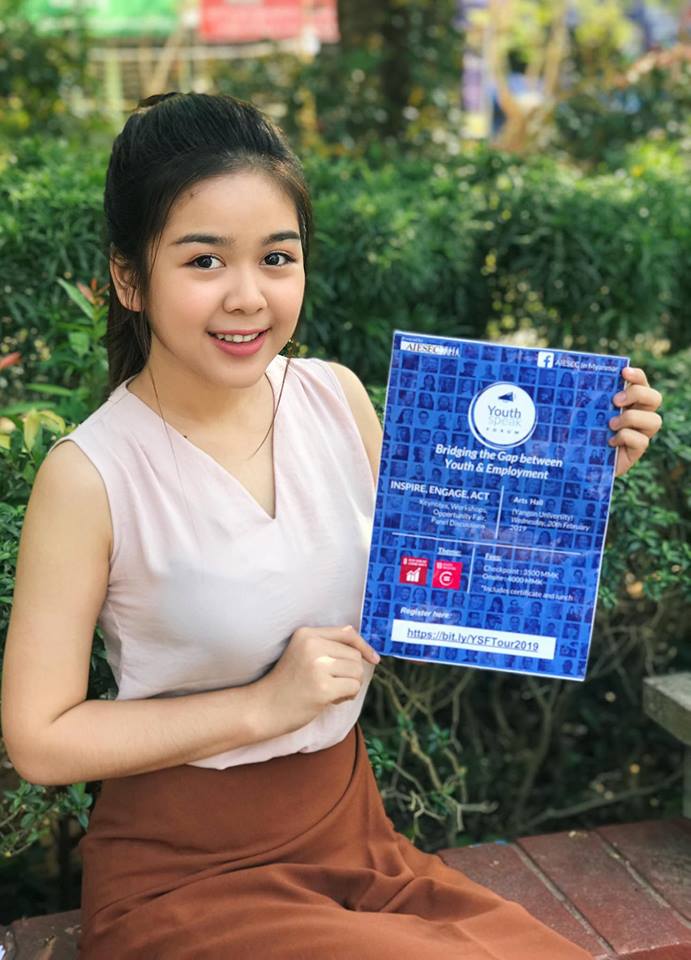 Powered by
AIESEC
AIESEC in Myanmar
Youth
Speak
FORUM
Bridging the Gap between
Youth & Employment
INSPIRE, ENGAGE, ACT
Keynotes, Workshops,
Opportunity Fair,
Panel Discussions
Arts Hall
(Yangon University)
Wednesday, 20th February
2019
Theme:
Fees:
Checkpoint : 3500 MMK
Onsite: 4000 MMK
*Includes certificate and lunch
Register here:
https://bit.ly/YSFTour2019